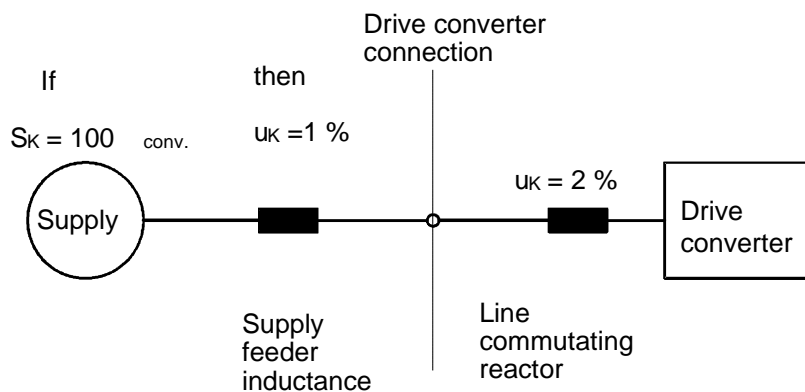 Drive converter
connection
If
then
SK = 100 conv.
uK =1 %
uK = 2 %
Supply
Drive
converter
Supply
feeder
inductance
Line
commutating
reactor